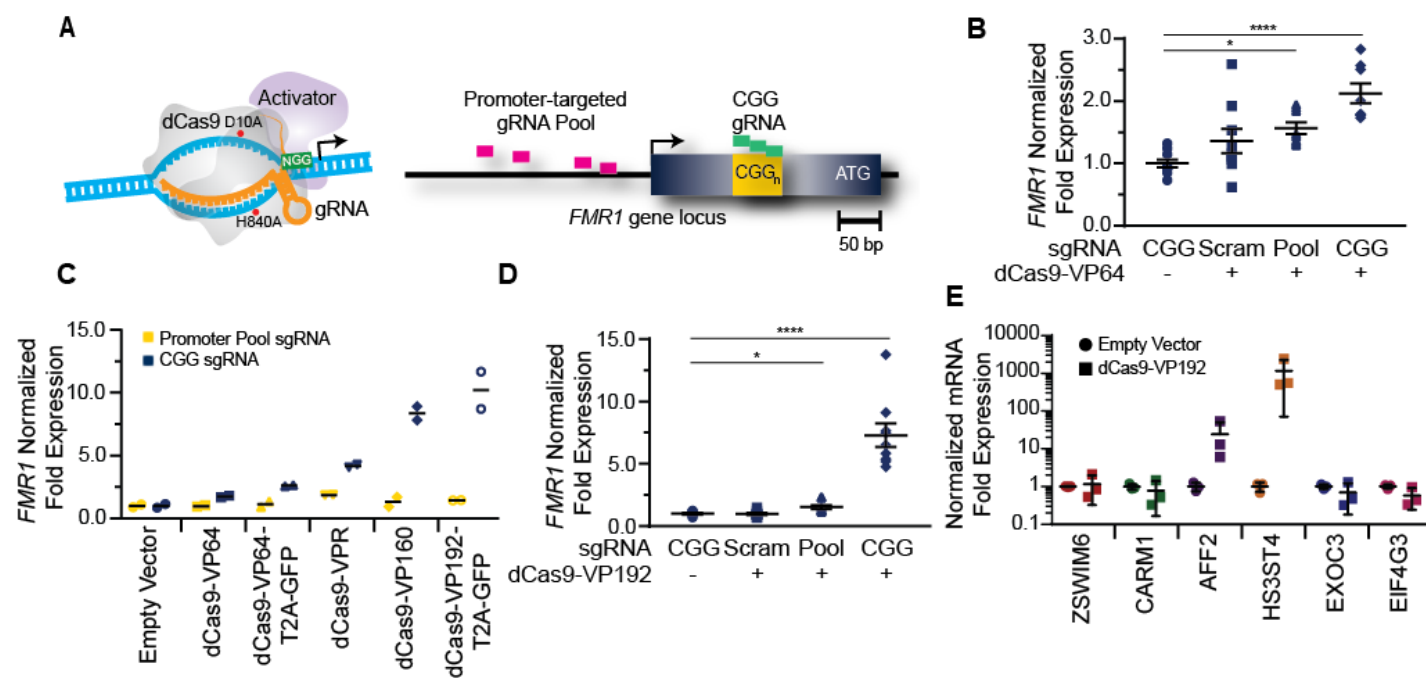 A
Activator
dCas9 D10A
NGG
gRNA
H840A
Promoter-targeted
gRNA Pool
CGG
gRNA
CGGn
ATG
FMR1 gene locus
50 bp
B
****
*
FMR1 Normalized
Fold Expression
3.0
2.0
1.0
0.0
sgRNA CGG Scram Pool CGG
dCas9-VP64 - + + +
C
FMR1 Normalized
Fold Expression
15.0
10.0
5.0
0.0
Promoter Pool sgRNA
CGG sgRNA
Empty Vector
dCas9-VP64
dCas9-VP64-
T2A-GFP
dCas9-VPR
dCas9-VP160
dCas9-VP192-
T2A-GFP
D
****
*
FMR1 Normalized
Fold Expression
15.0
10.0
5.0
0.0
sgRNA CGG Scram Pool CGG
dCas9-VP192 - + + +
E
Normalized mRNA
Fold Expression
10000
1000
100
10
1
0.1
Empty Vector
dCas9-VP192
ZSWIM6
CARM1
AFF2
HS3ST4
EXOC3
EIF4G3